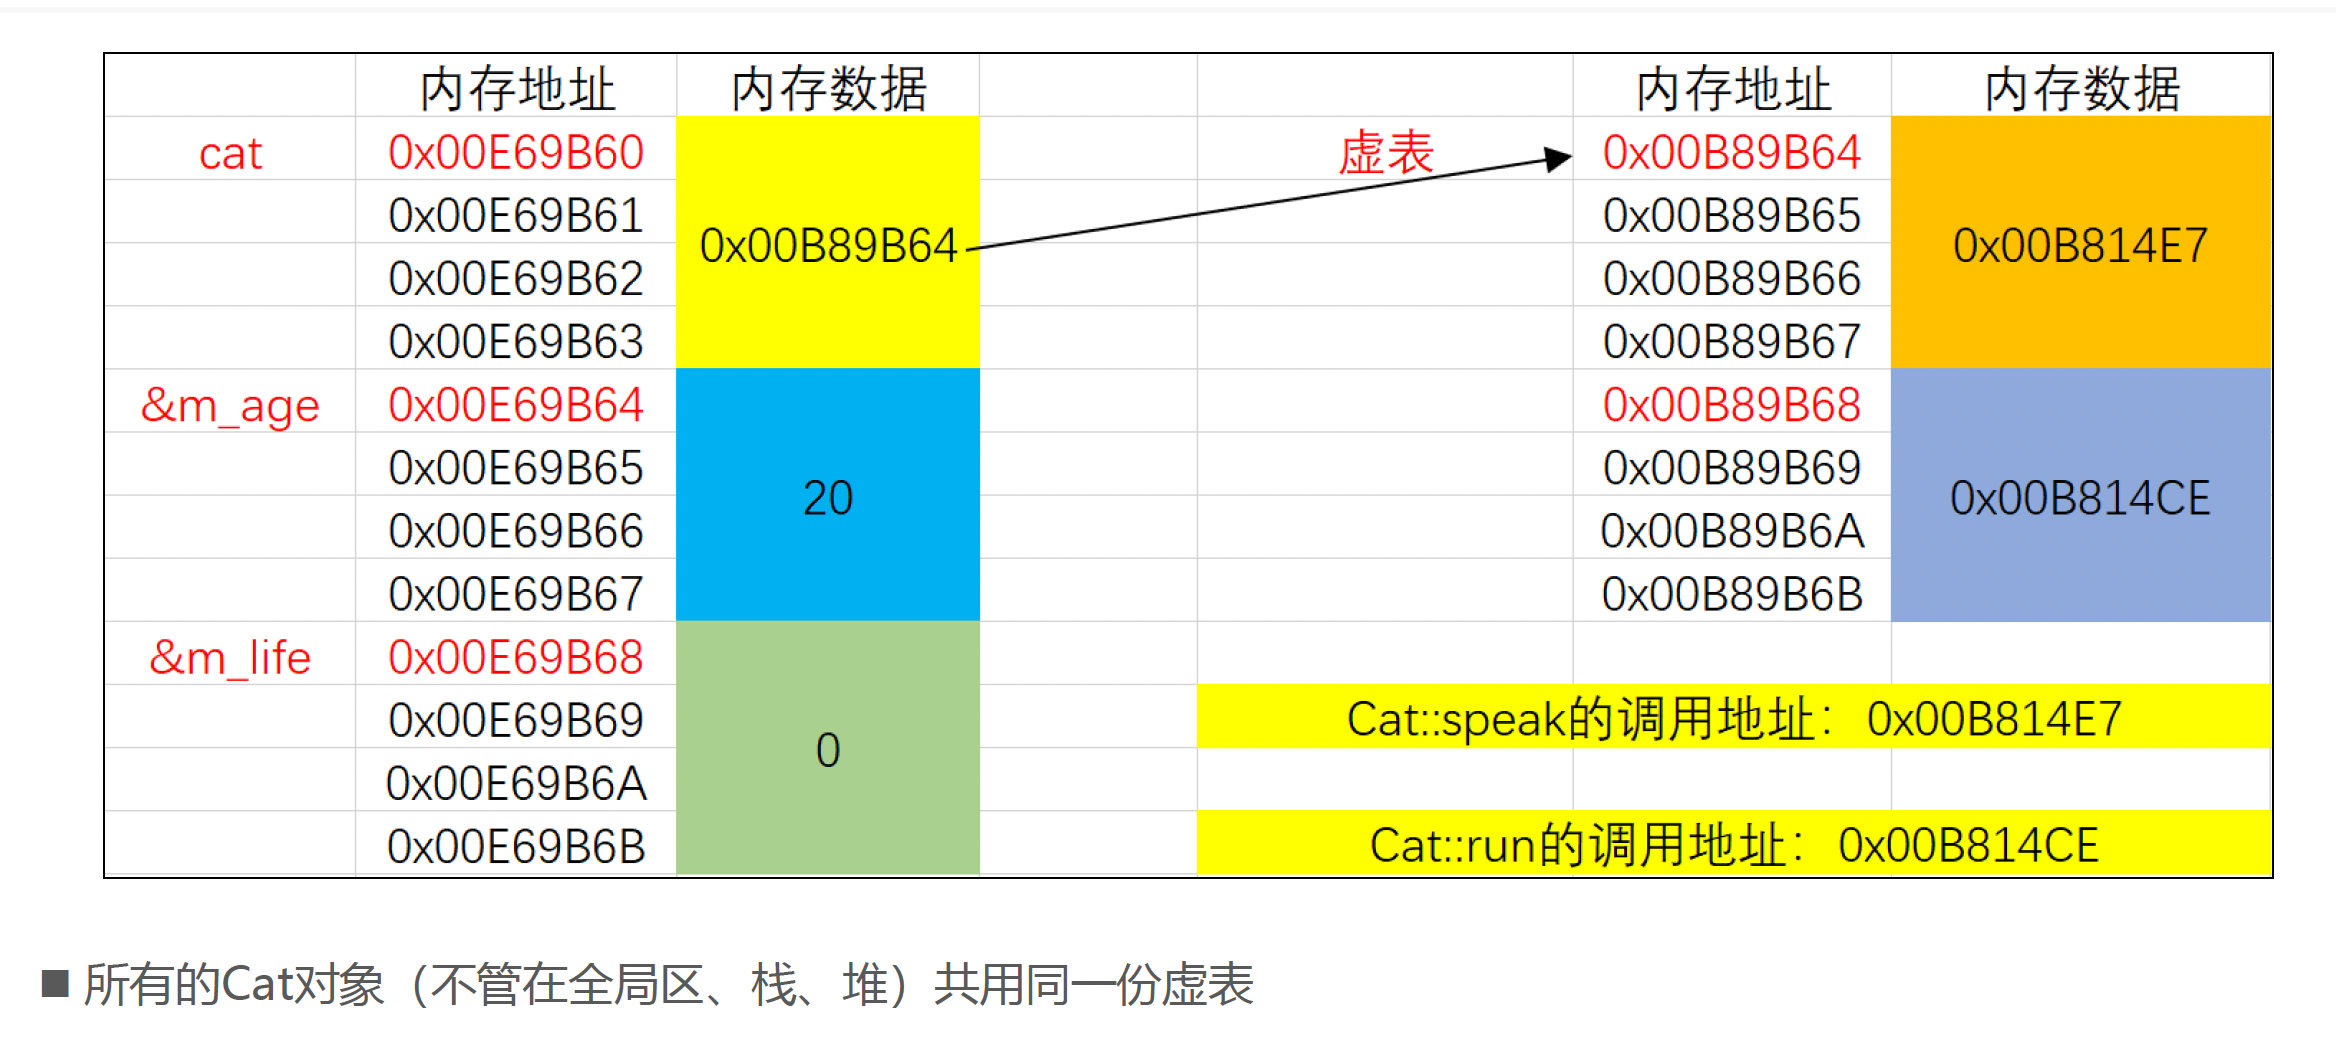 内存地址 内存数据 内存地址 内存数据
cat 0x00E69B60 虚表 0x00B89B64
0x00E69B61 0x00B89B65
0x00B89B64 0x00B814E7
0x00E69B62 0x00B89B66
0x00E69B63 0x00B89B67
&m_age 0x00E69B64 0x00B89B68
0x00E69B65 0x00B89B69
20 0x00B814CE
0x00E69B66 0x00B89B6A
0x00E69B67 0x00B89B6B
&m_life 0x00E69B68
0x00E69B69 Cat::speak的调用地址：0x00B814E7
0
0x00E69B6A
0x00E69B6B Cat::run的调用地址：0x00B814CE
■ 所有的Cat对象（不管在全局区、栈、堆）共用同一份虚表